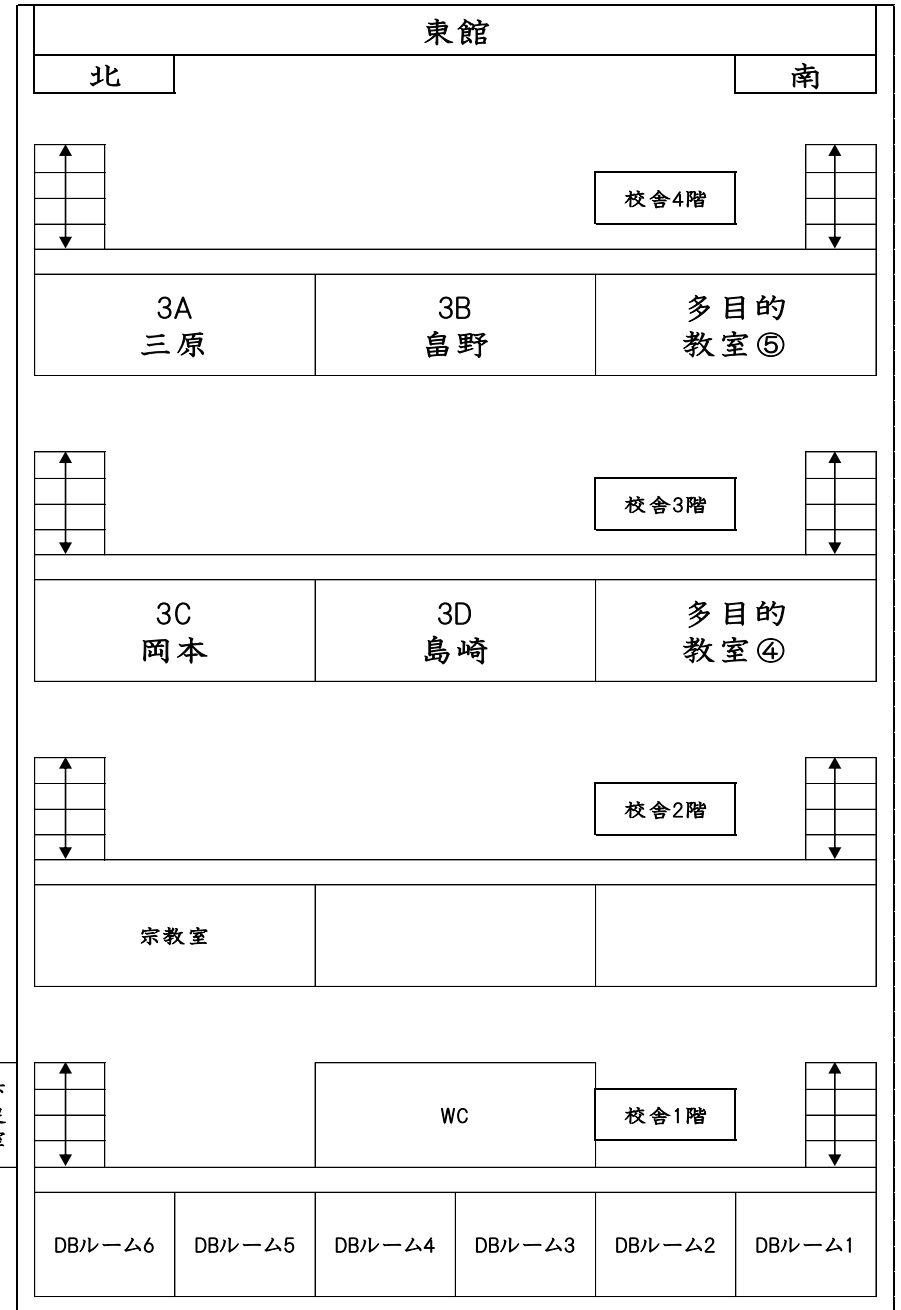 東館
北
南
校舎4階
3A
三原
3B
畠野
多目的
教室⑤
校舎3階
3C
岡本
3D
島崎
多目的
教室④
校舎2階
宗教室
WC
校舎1階
DBルーム6
DBルーム5
DBルーム4
DBルーム3
DBルーム2
DBルーム1